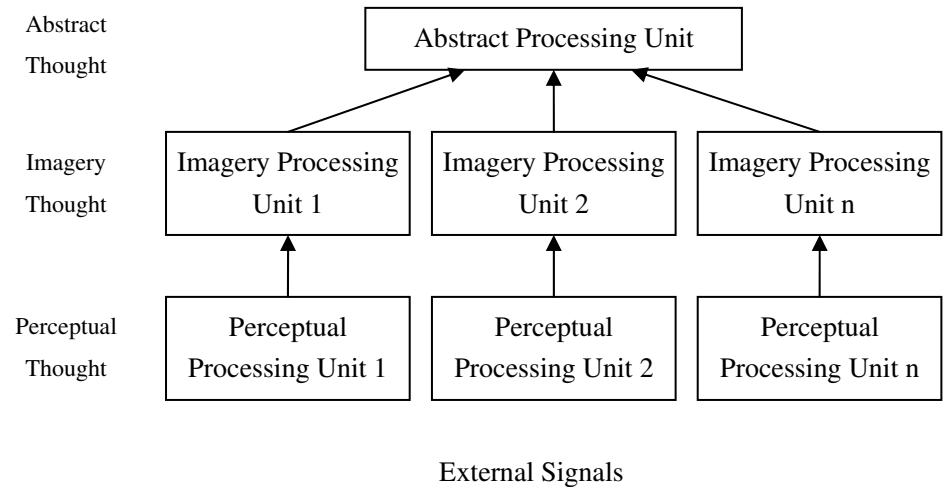 Abstract
Thought
Abstract Processing Unit
Imagery
Thought
Imagery Processing
Unit 1
Imagery Processing
Unit 2
Imagery Processing
Unit n
Perceptual
Thought
Perceptual
Processing Unit 1
Perceptual
Processing Unit 2
Perceptual
Processing Unit n
External Signals